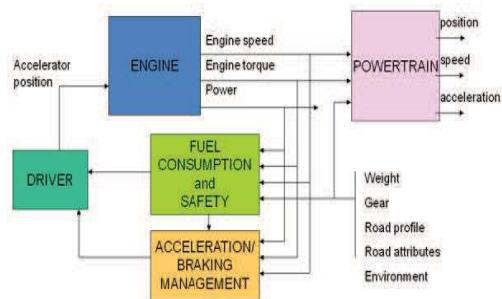 Accelerator
position
ENGINE
Engine speed
Engine torque
Power
POWERTRAIN
position
speed
acceleration
DRIVER
FUEL
CONSUMPTION
and
SAFETY
ACCELERATION/
BRAKING
MANAGEMENT
Weight
Gear
Road profile
Road attributes
Environment